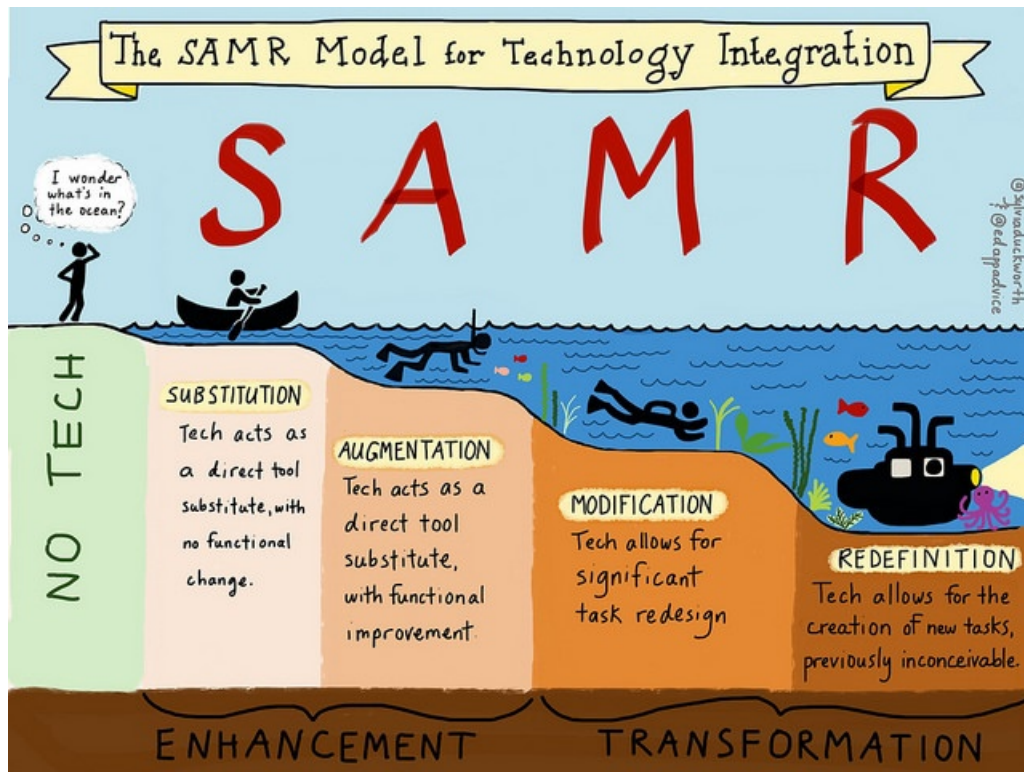 The SAMR Model for Technology Integration
S A M R
I wonder
what's in
the ocean?
@sylviaduckworth
& @edappadvice
NO TECH
SUBSTITUTION
Tech acts as
a direct tool
substitute, with
no functional
change.
AUGMENTATION
Tech acts as a
direct tool
substitute,
with functional
improvement.
MODIFICATION
Tech allows for
significant
task redesign
REDEFINITION
Tech allows for the
creation of new tasks,
previously inconceivable.
ENHANCEMENT
TRANSFORMATION